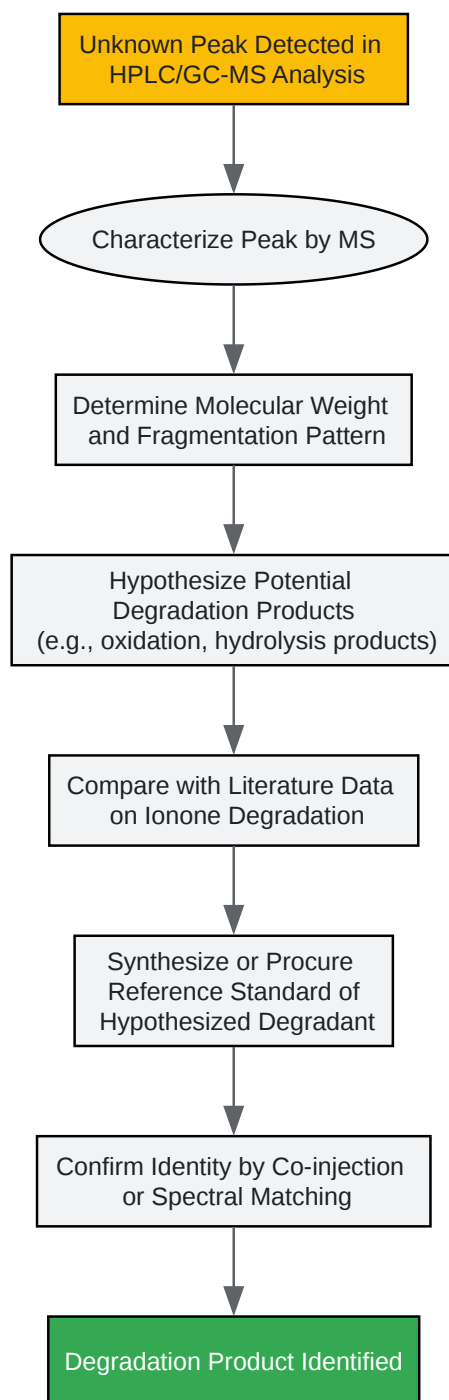 Unknown Peak Detected in
HPLC/GC-MS Analysis
Characterize Peak by MS
Determine Molecular Weight
and Fragmentation Pattern
Hypothesize Potential
Degradation Products
(e.g., oxidation, hydrolysis products)
Compare with Literature Data
on Ionone Degradation
Synthesize or Procure
Reference Standard of
Hypothesized Degradant
Confirm Identity by Co-injection
or Spectral Matching
Degradation Product Identified